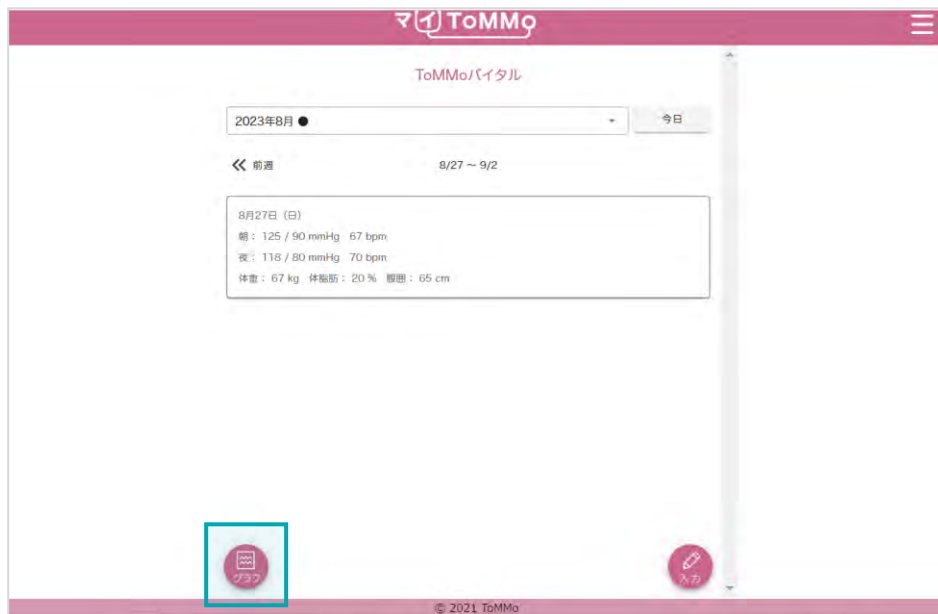 マイToMMo
ToMMoバイタル
2023年8月 ● 今日
前週 8/27 ~ 9/2
8月27日（日）
朝： 125 / 90 mmHg 67 bpm
夜： 118 / 80 mmHg 70 bpm
体重： 67 kg 体脂肪： 20 % 腹囲： 65 cm
グラフ 入力
© 2021 ToMMo